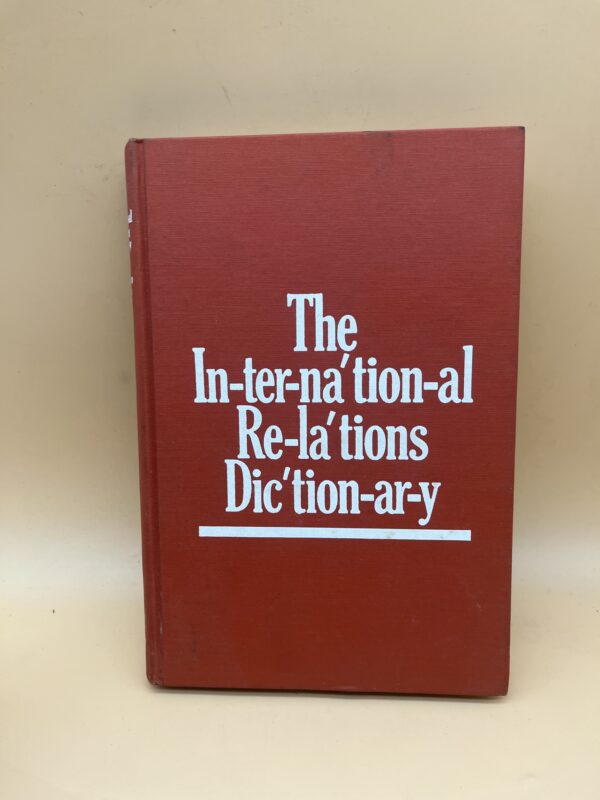 The
In-ter-na′tion-al
Re-la′tions
Dic′tion-ar-y